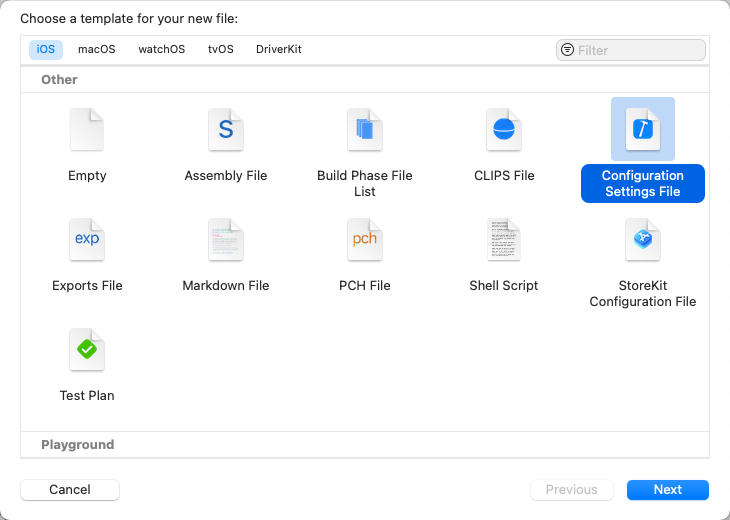 Choose a template for your new file:
iOS macOS watchOS tvOS DriverKit Filter
Other
S
Empty Assembly File Build Phase File List CLIPS File Configuration Settings File
exp pch
Exports File Markdown File PCH File Shell Script StoreKit Configuration File
Test Plan
Playground
Cancel Previous Next